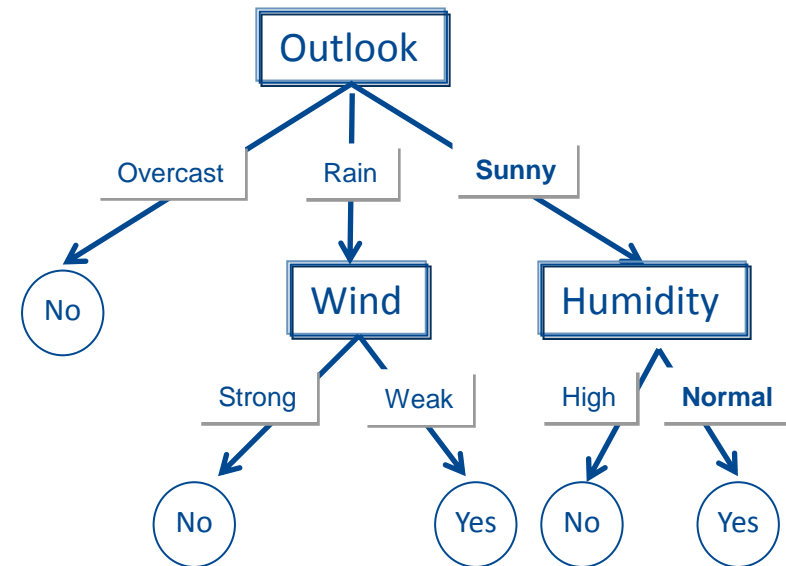 Outlook
Overcast Rain Sunny
No Wind Humidity
Strong Weak High Normal
No Yes No Yes